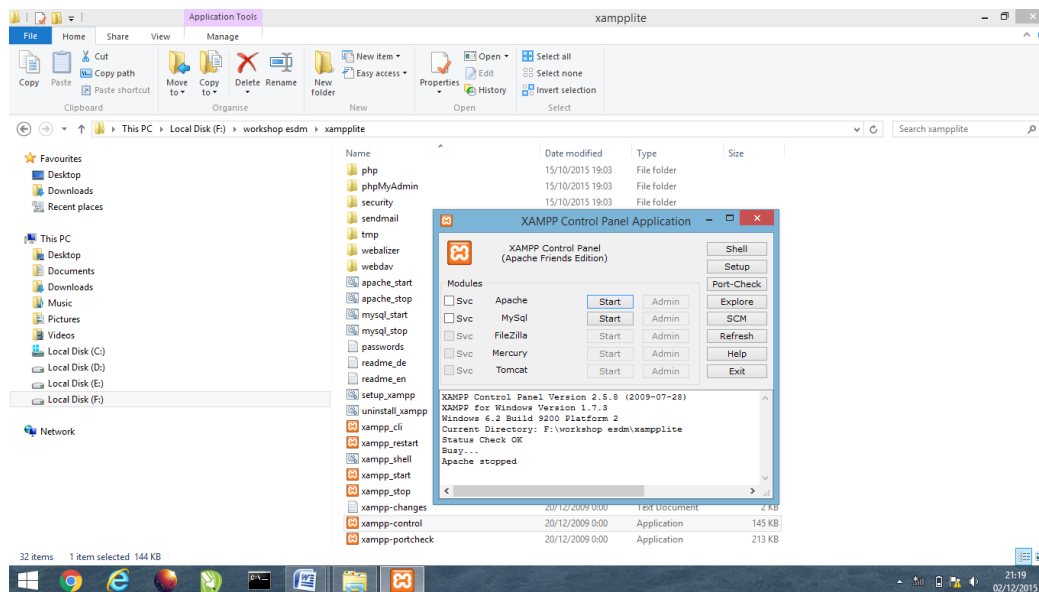 Application Tools
xampplite
File Home Share View Manage
Copy
Paste
Cut
Copy path
Paste shortcut
Move to
Copy to
Delete
Rename
New folder
New item
Easy access
Properties
Open
Edit
History
Select all
Select none
Invert selection
Clipboard Organise New Open Select
This PC Local Disk (F:) workshop esdm xampplite
Search xampplite
Favourites
Desktop
Downloads
Recent places
This PC
Desktop
Documents
Downloads
Music
Pictures
Videos
Local Disk (C:)
Local Disk (D:)
Local Disk (E:)
Local Disk (F:)
Network
Name Date modified Type Size
php 15/10/2015 19:03 File folder
phpMyAdmin 15/10/2015 19:03 File folder
security 15/10/2015 19:03 File folder
sendmail
tmp
webalizer
webdav
apache_start
apache_stop
mysql_start
mysql_stop
passwords
readme_de
readme_en
setup_xampp
uninstall_xampp
xampp_cli
xampp_restart
xampp_shell
xampp_start
xampp_stop
xampp-changes 20/12/2009 0:00 Text Document 2 KB
xampp-control 20/12/2009 0:00 Application 145 KB
xampp-portcheck 20/12/2009 0:00 Application 213 KB
XAMPP Control Panel Application
XAMPP Control Panel
(Apache Friends Edition)
Shell
Setup
Port-Check
Explore
SCM
Refresh
Help
Exit
Modules
Svc Apache Start Admin
Svc MySql Start Admin
Svc FileZilla Start Admin
Svc Mercury Start Admin
Svc Tomcat Start Admin
XAMPP Control Panel Version 2.5.8 (2009-07-28)
XAMPP for Windows Version 1.7.3
Windows 6.2 Build 9200 Platform 2
Current Directory: F:\workshop esdm\xampplite
Status Check OK
Busy...
Apache stopped
32 items 1 item selected 144 KB
21:19
02/12/2015